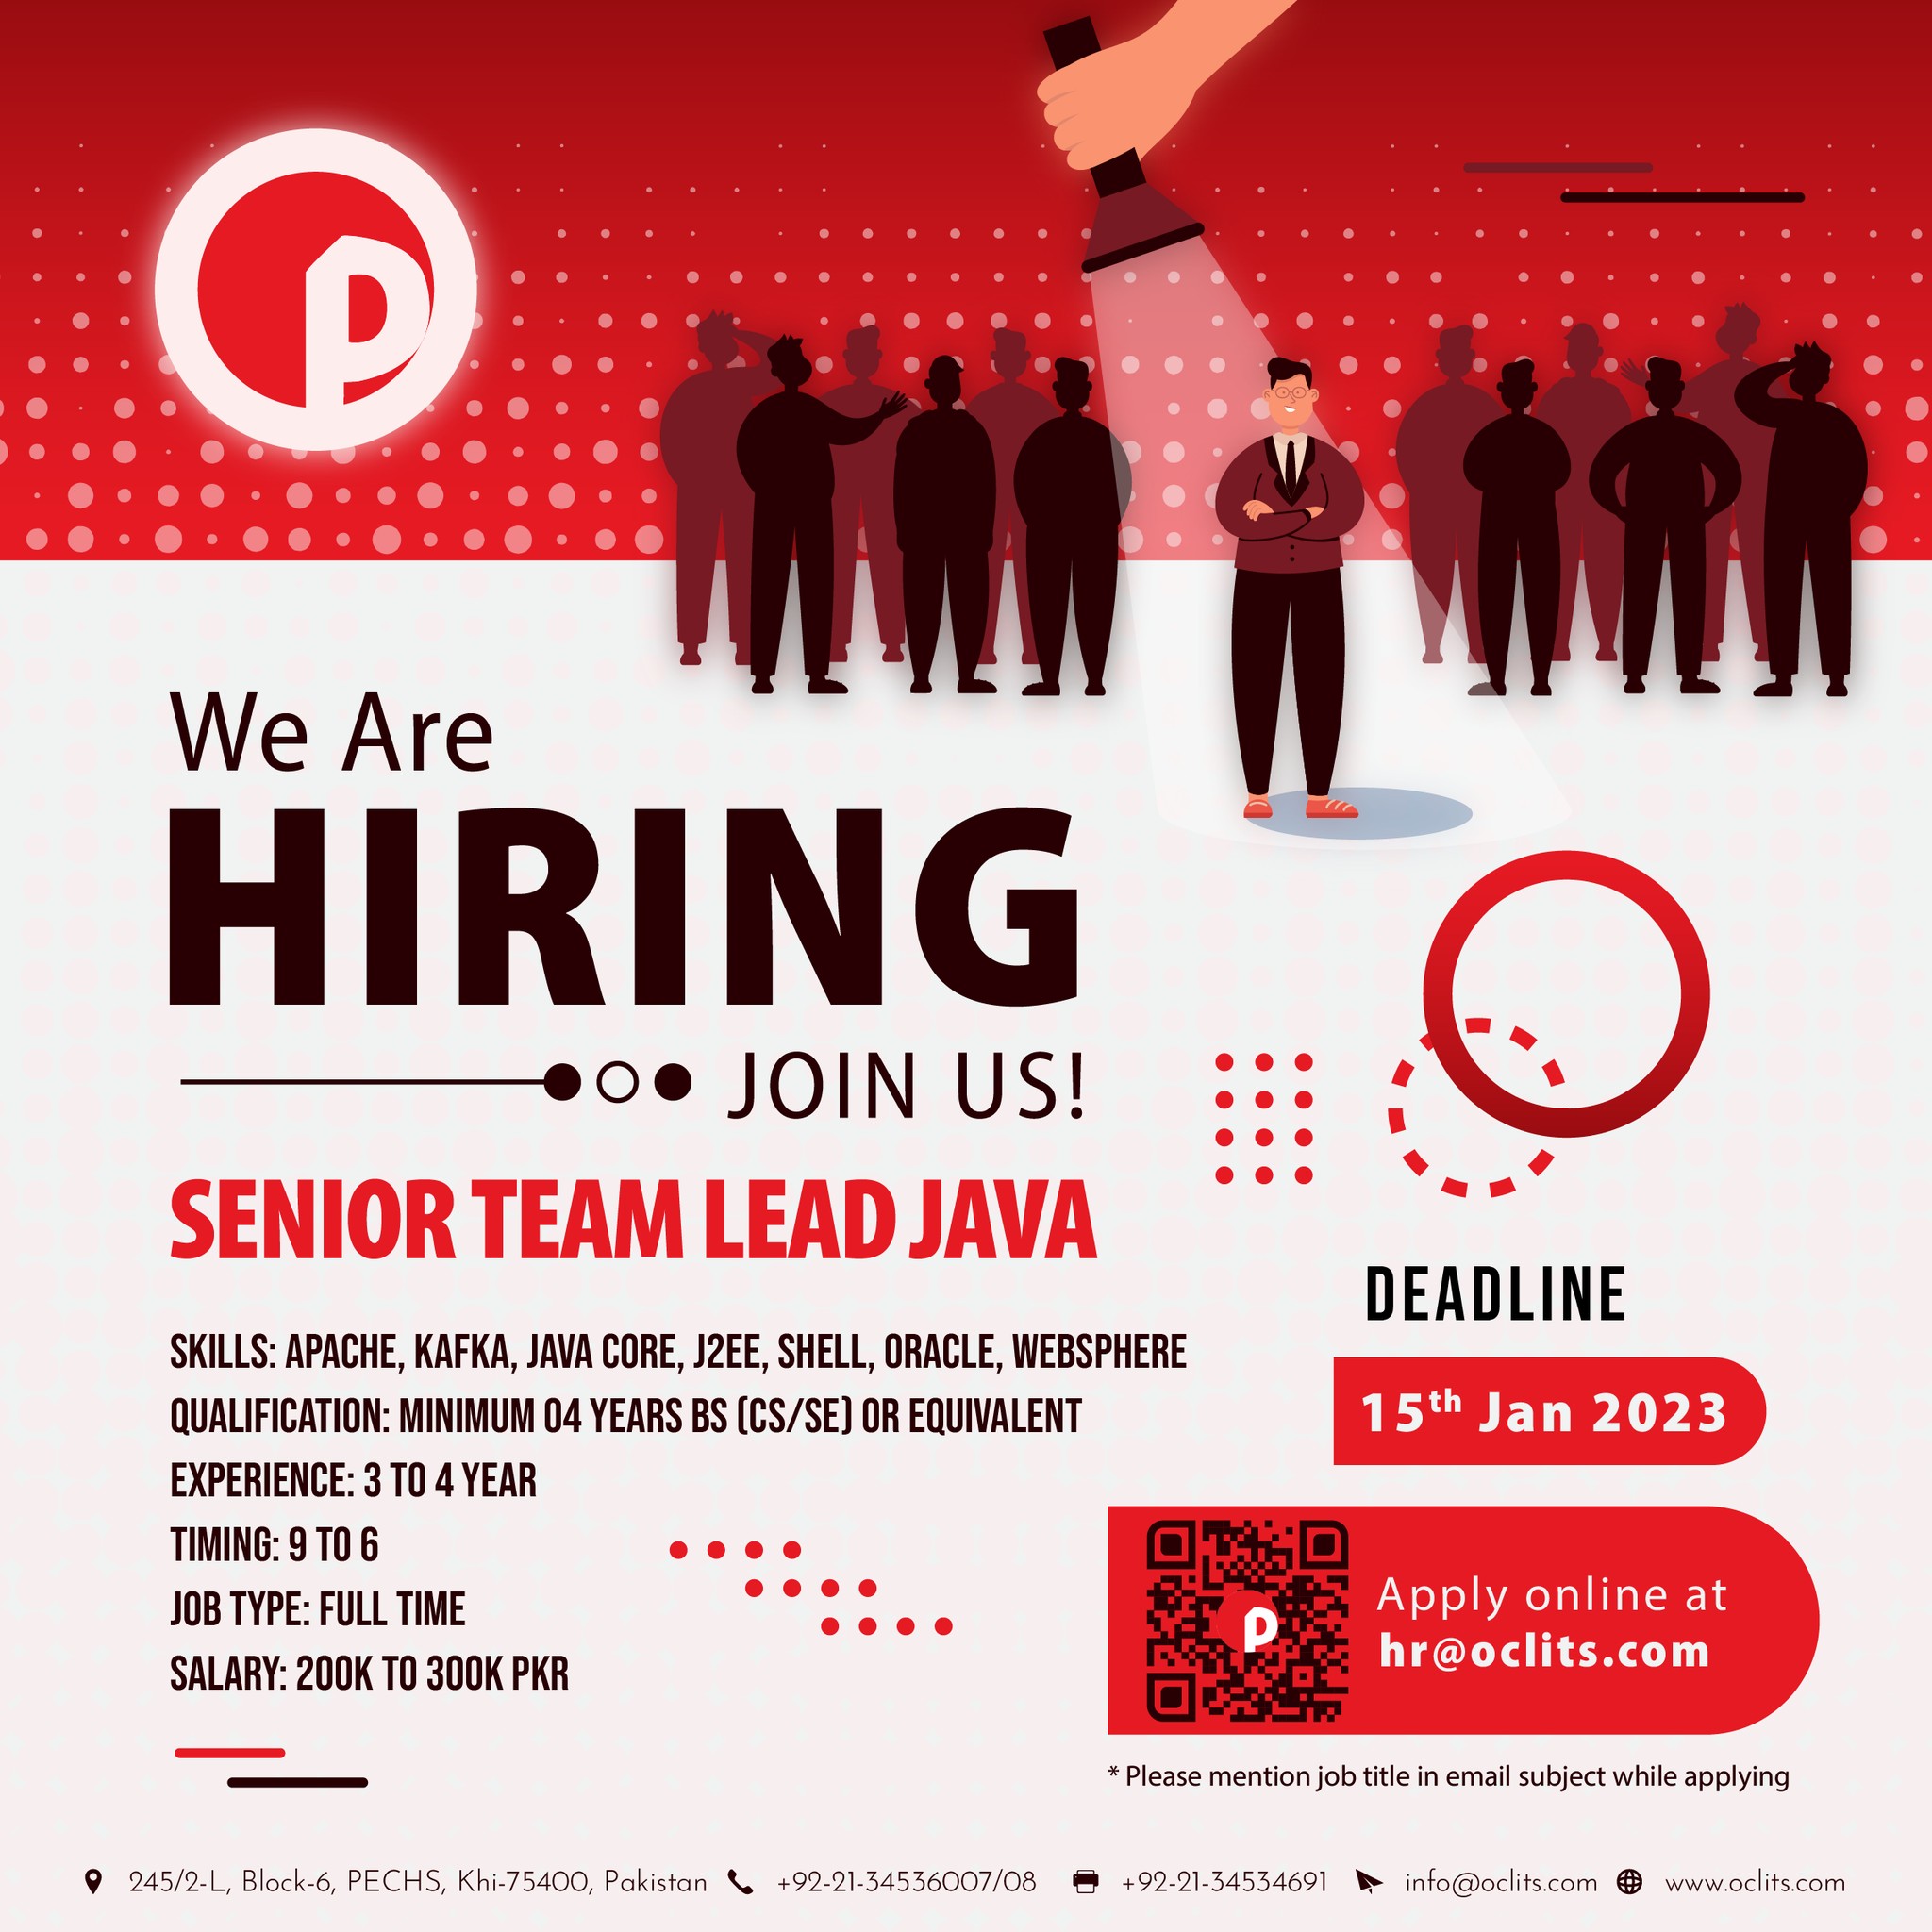 p
We Are
HIRING
JOIN US!
SENIOR TEAM LEAD JAVA
SKILLS: APACHE, KAFKA, JAVA CORE, J2EE, SHELL, ORACLE, WEBSPHERE
QUALIFICATION: MINIMUM 04 YEARS BS (CS/SE) OR EQUIVALENT
EXPERIENCE: 3 TO 4 YEAR
TIMING: 9 TO 6
JOB TYPE: FULL TIME
SALARY: 200K TO 300K PKR
DEADLINE
15th Jan 2023
p
Apply online at
hr@oclits.com
* Please mention job title in email subject while applying
245/2-L, Block-6, PECHS, Khi-75400, Pakistan +92-21-34536007/08 +92-21-34534691 info@oclits.com www.oclits.com